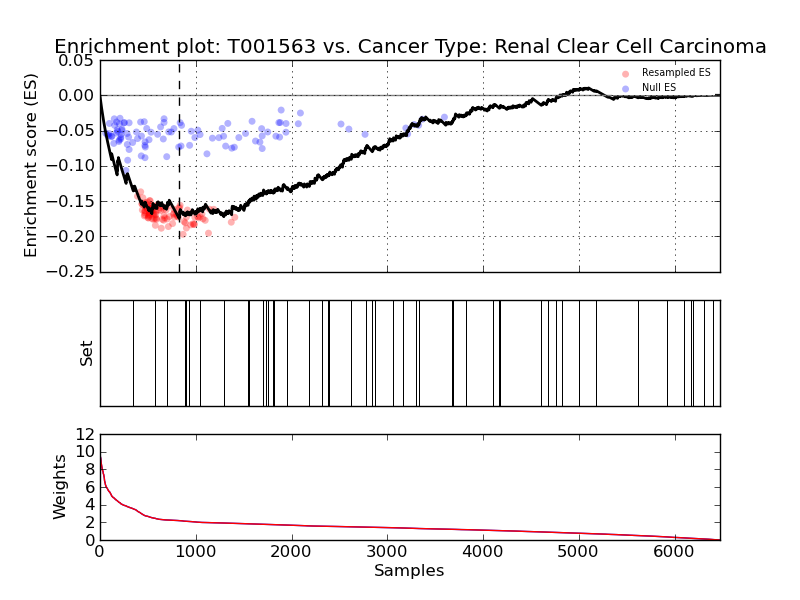 Enrichment plot: T001563 vs. Cancer Type: Renal Clear Cell Carcinoma
0.05
0.00
−0.05
−0.10
−0.15
−0.20
−0.25
Enrichment score (ES)
Resampled ES
Null ES
Set
12
10
8
6
4
2
0
Weights
0 1000 2000 3000 4000 5000 6000
Samples